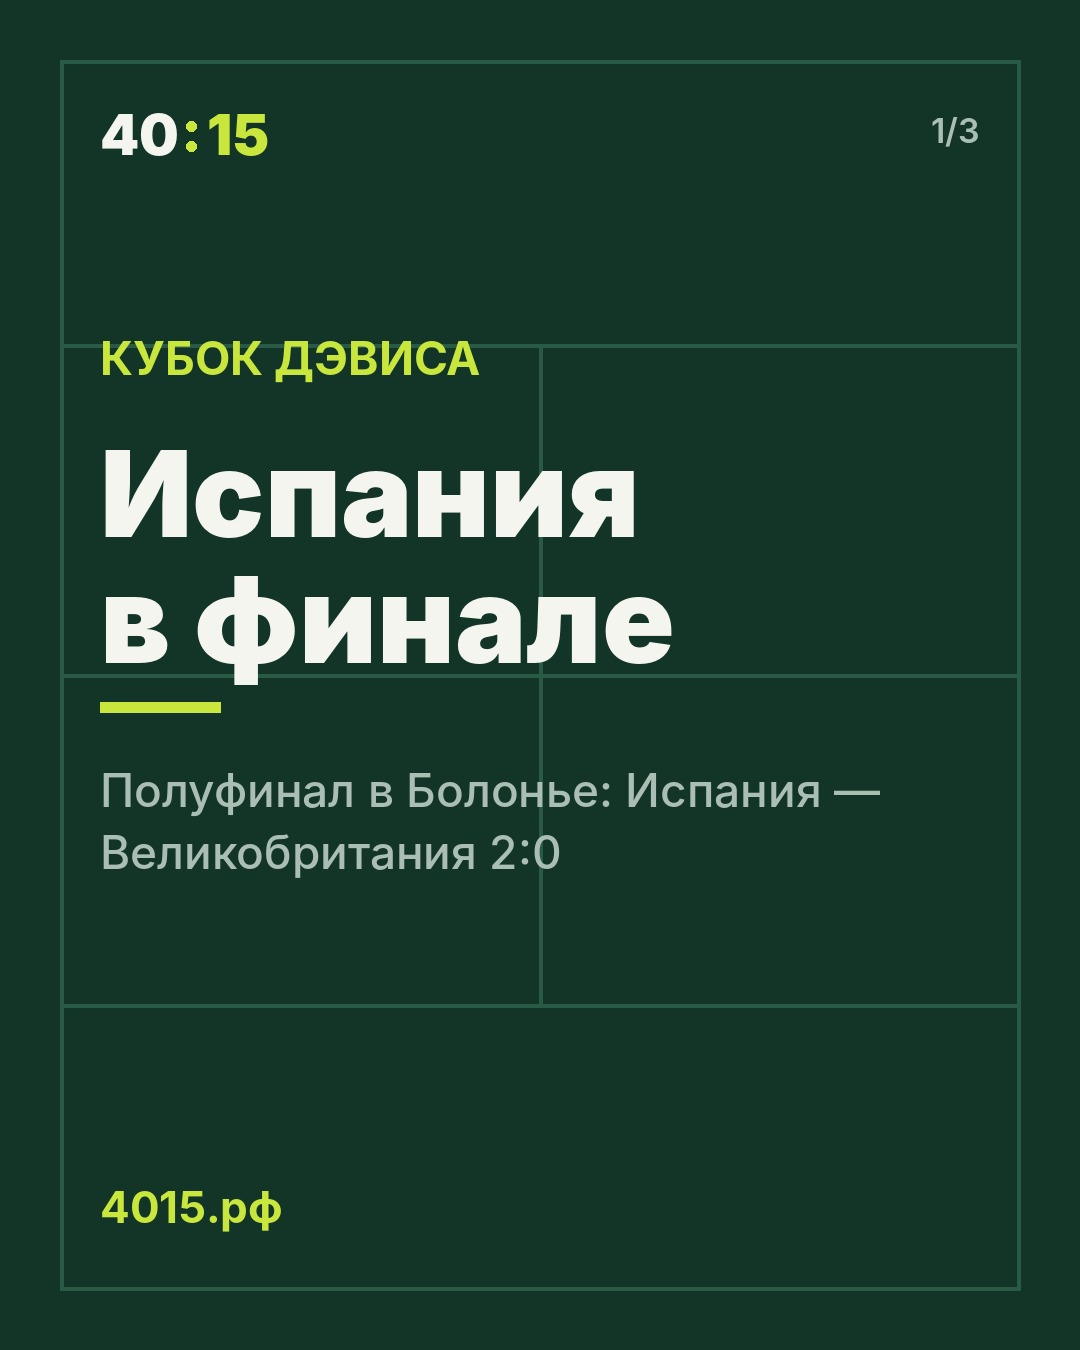 40:15
1/3
КУБОК ДЭВИСА
Испания
в финале
Полуфинал в Болонье: Испания —
Великобритания 2:0
4015.рф